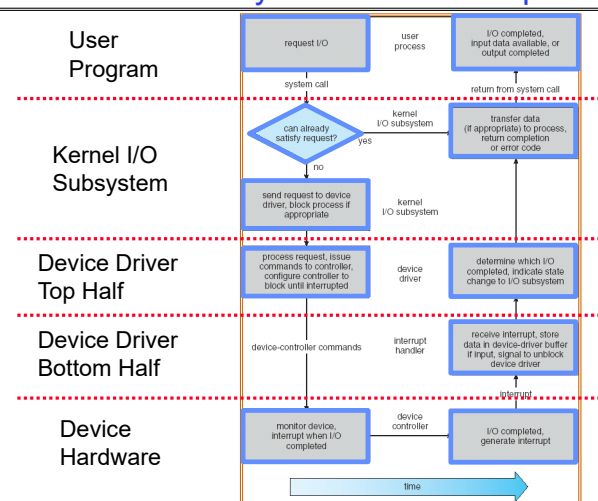 request I/O
user
process
I/O completed,
input data available, or
output completed
User
Program
system call
return from system call
can already
satisfy request?
yes
no
kernel
I/O subsystem
transfer data
(if appropriate) to process,
return completion
or error code
Kernel I/O
Subsystem
send request to device
driver, block process if
appropriate
kernel
I/O subsystem
Device Driver
Top Half
process request, issue
commands to controller,
configure controller to
block until interrupted
device
driver
determine which I/O
completed, indicate state
change to I/O subsystem
Device Driver
Bottom Half
device-controller commands
interrupt
handler
receive interrupt, store
data in device-driver buffer
if input, signal to unblock
device driver
interrupt
Device
Hardware
monitor device,
interrupt when I/O
completed
device
controller
I/O completed,
generate interrupt
time